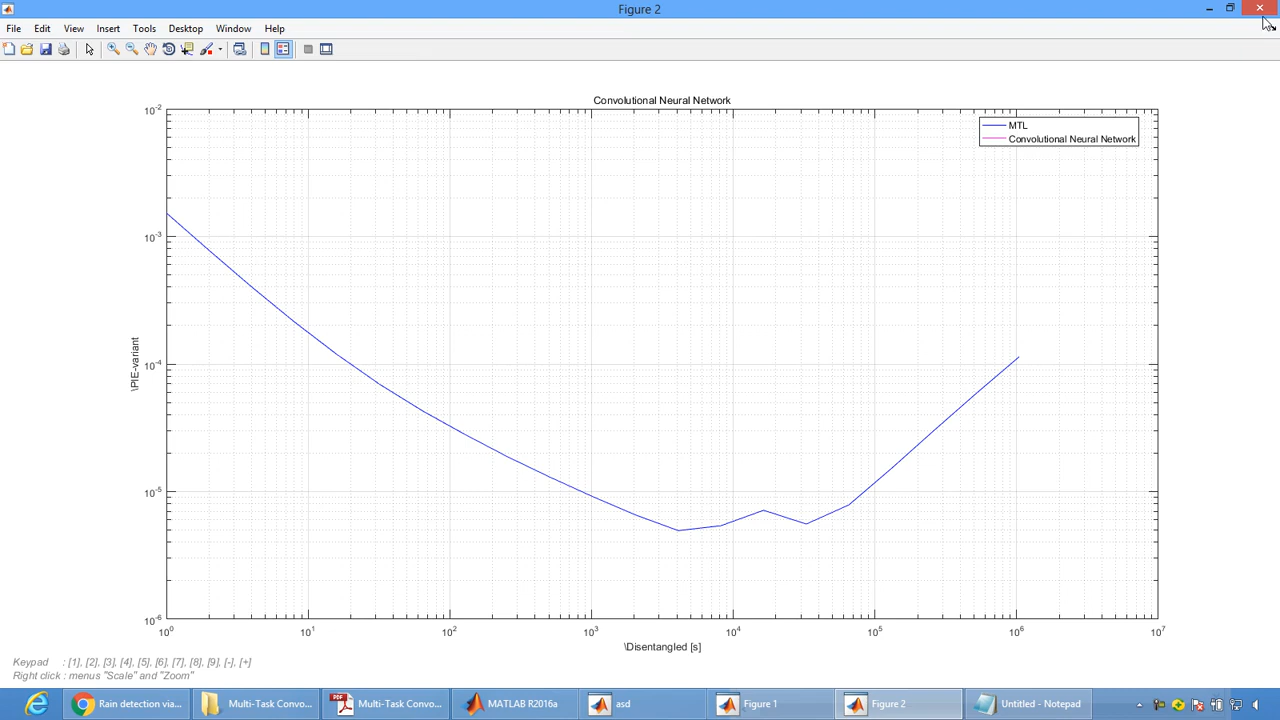 Figure 2
File Edit View Insert Tools Desktop Window Help
Convolutional Neural Network
MTL
Convolutional Neural Network
10-2
10-3
10-4
10-5
10-6
\PIE-variant
100 101 102 103 104 105 106 107
\Disentangled [s]
Keypad : [1], [2], [3], [4], [5], [6], [7], [8], [9], [-], [+]
Right click : menus "Scale" and "Zoom"
Rain detection via... Multi-Task Convo... Multi-Task Convo... MATLAB R2016a asd Figure 1 Figure 2 Untitled - Notepad